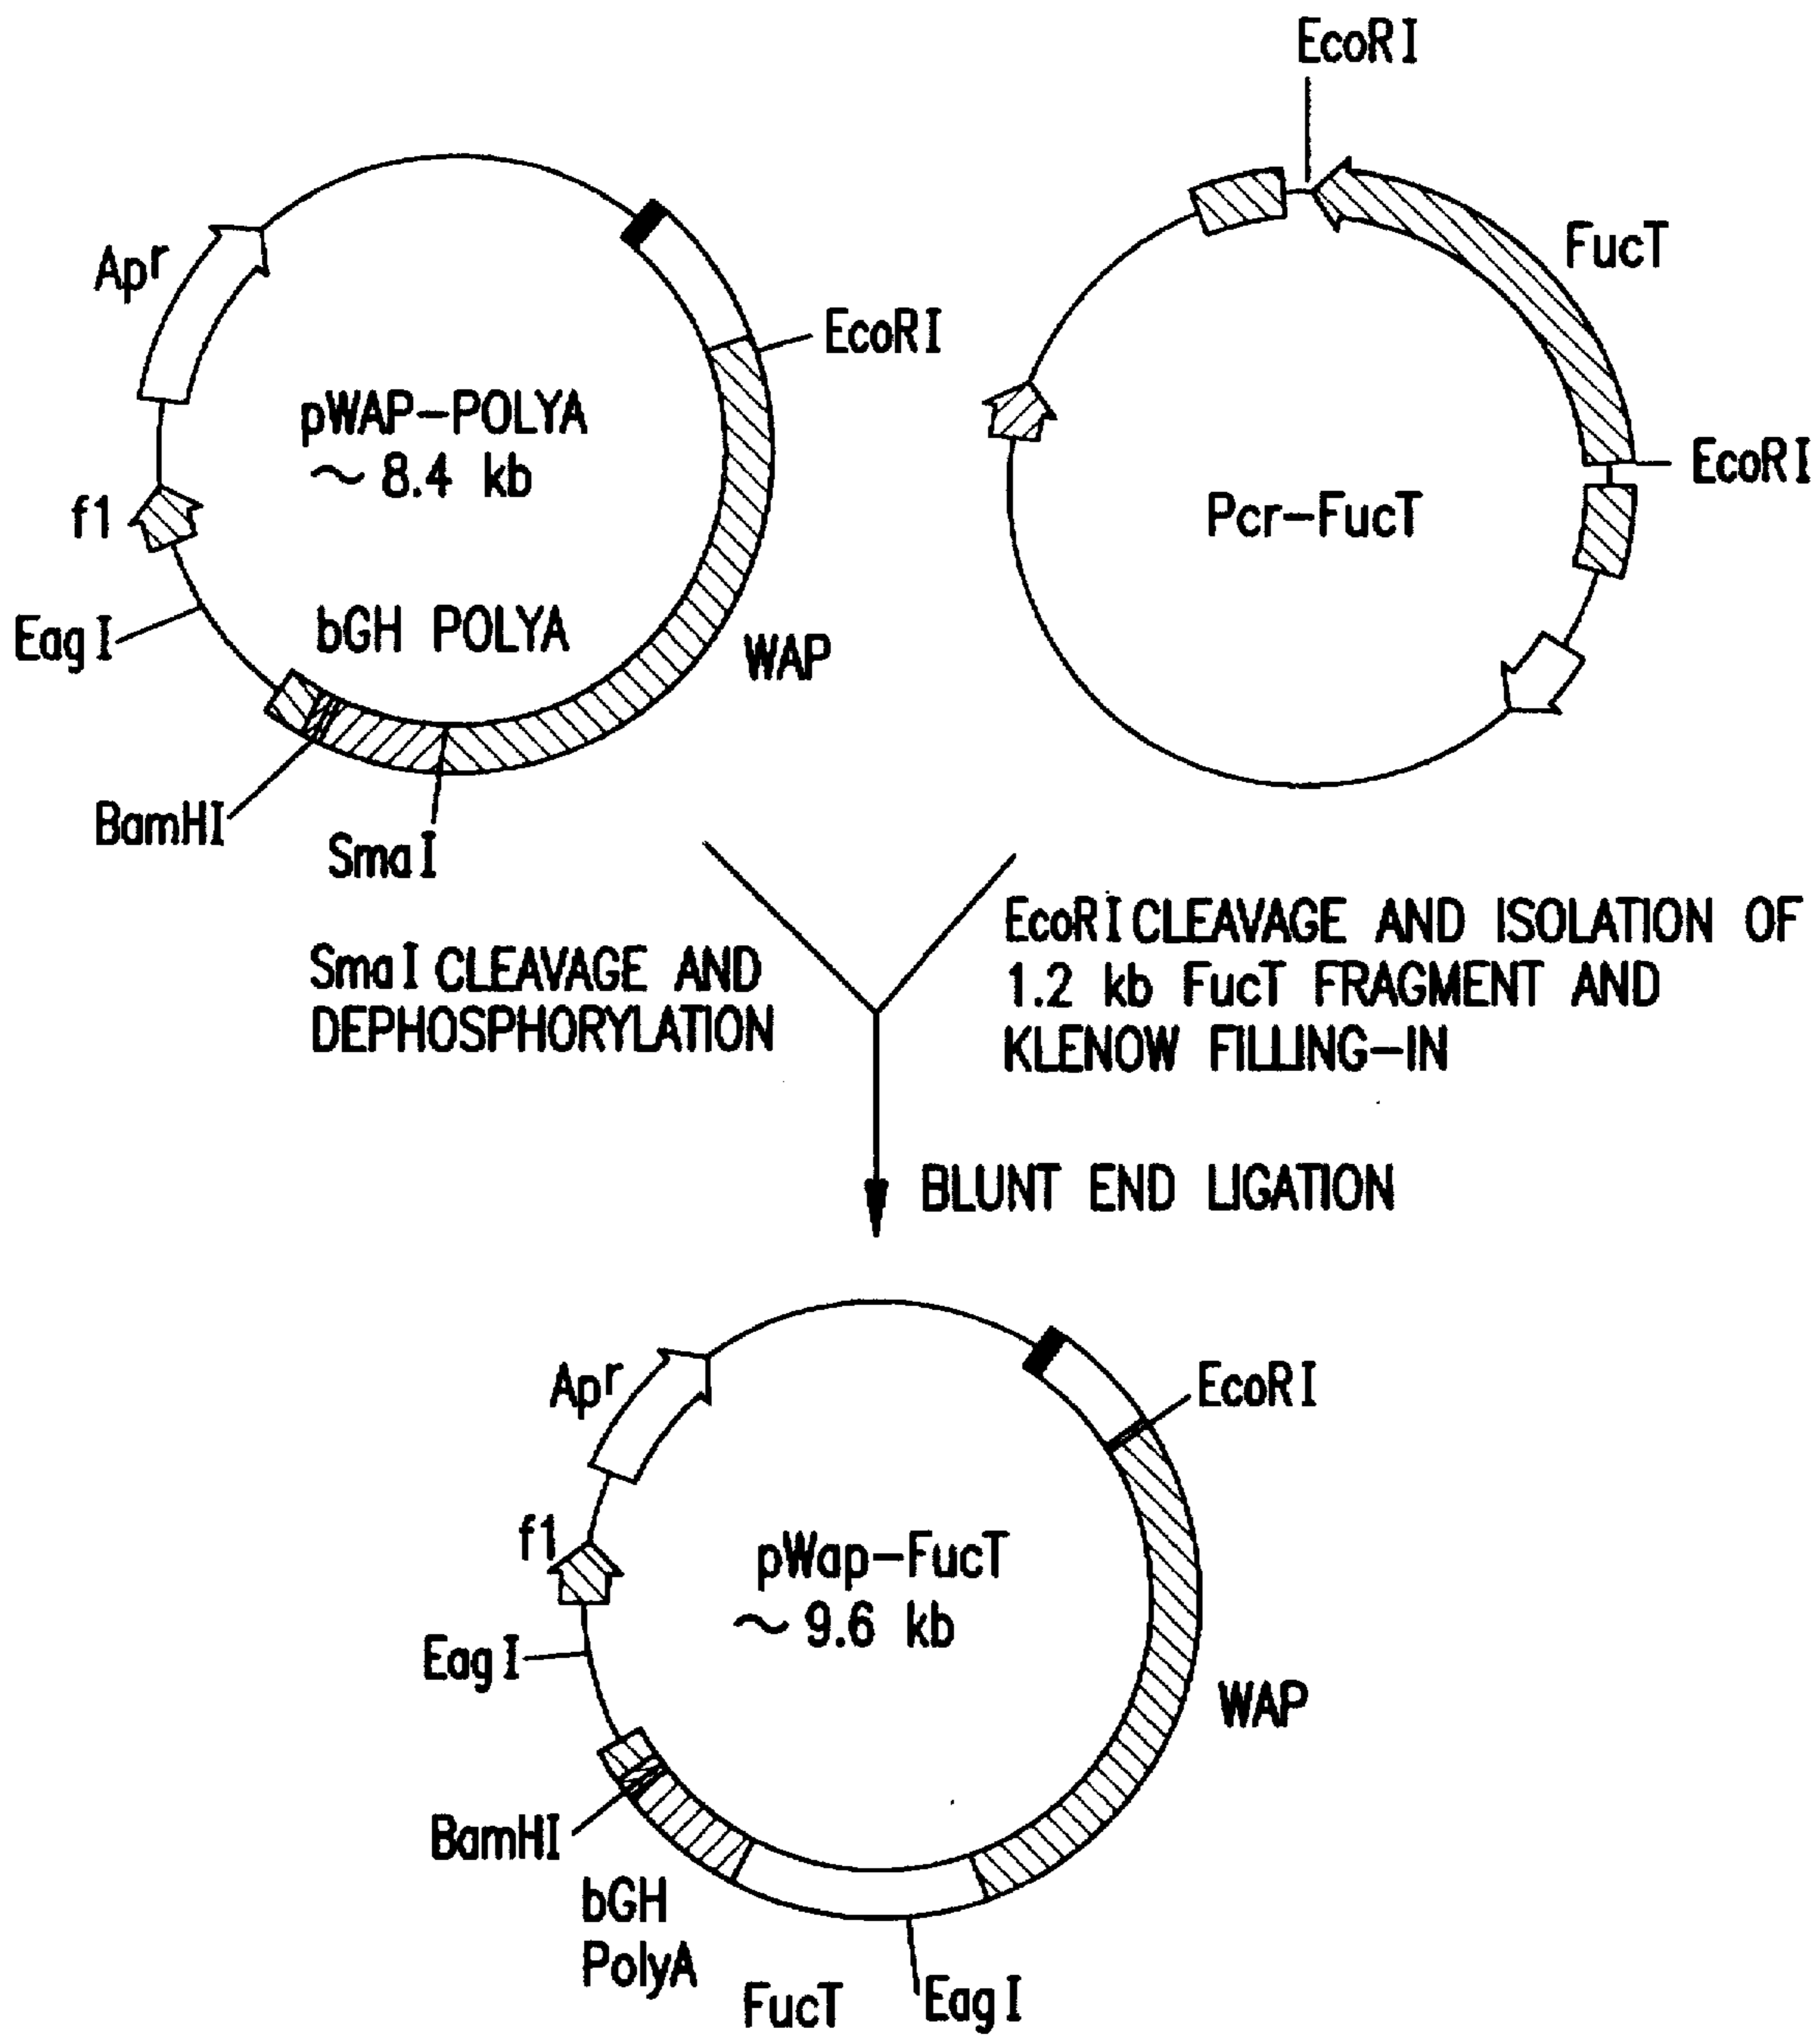 EcoRI
Apr
FucT
EcoRI
pWAP-POLYA
~ 8.4 kb
EcoRI
Pcr-FucT
f1
bGH POLYA
EagI
WAP
BamHI
SmaI
SmaI CLEAVAGE AND
DEPHOSPHORYLATION
EcoRI CLEAVAGE AND ISOLATION OF
1.2 kb FucT FRAGMENT AND
KLENOW FILLING-IN
BLUNT END LIGATION
Apr
EcoRI
f1
pWap-FucT
~ 9.6 kb
EagI
WAP
BamHI
bGH
PolyA
FucT
EagI